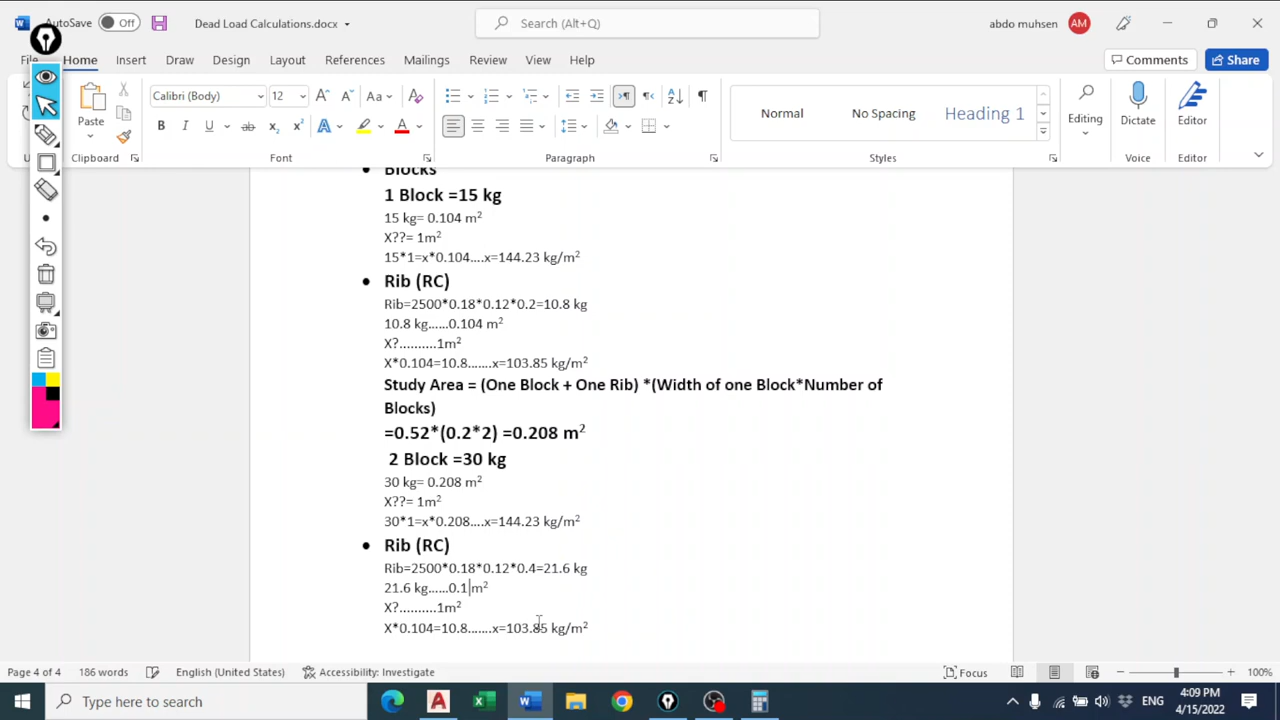 AutoSave Off Dead Load Calculations.docx Search (Alt+Q) abdo muhsen AM
File Home Insert Draw Design Layout References Mailings Review View Help Comments Share
Paste Calibri (Body) 12 Normal No Spacing Heading 1 Editing Dictate Editor
Clipboard Font Paragraph Styles Voice Editor
• Blocks
1 Block =15 kg
15 kg= 0.104 m²
X??= 1m²
15*1=x*0.104....x=144.23 kg/m²
• Rib (RC)
Rib=2500*0.18*0.12*0.2=10.8 kg
10.8 kg......0.104 m²
X?..........1m²
X*0.104=10.8.......x=103.85 kg/m²
Study Area = (One Block + One Rib) *(Width of one Block*Number of
Blocks)
=0.52*(0.2*2) =0.208 m²
2 Block =30 kg
30 kg= 0.208 m²
X??= 1m²
30*1=x*0.208....x=144.23 kg/m²
• Rib (RC)
Rib=2500*0.18*0.12*0.4=21.6 kg
21.6 kg......0.1 m²
X?..........1m²
X*0.104=10.8.......x=103.85 kg/m²
Page 4 of 4 186 words English (United States) Accessibility: Investigate Focus 100%
Type here to search ENG 4:09 PM
4/15/2022